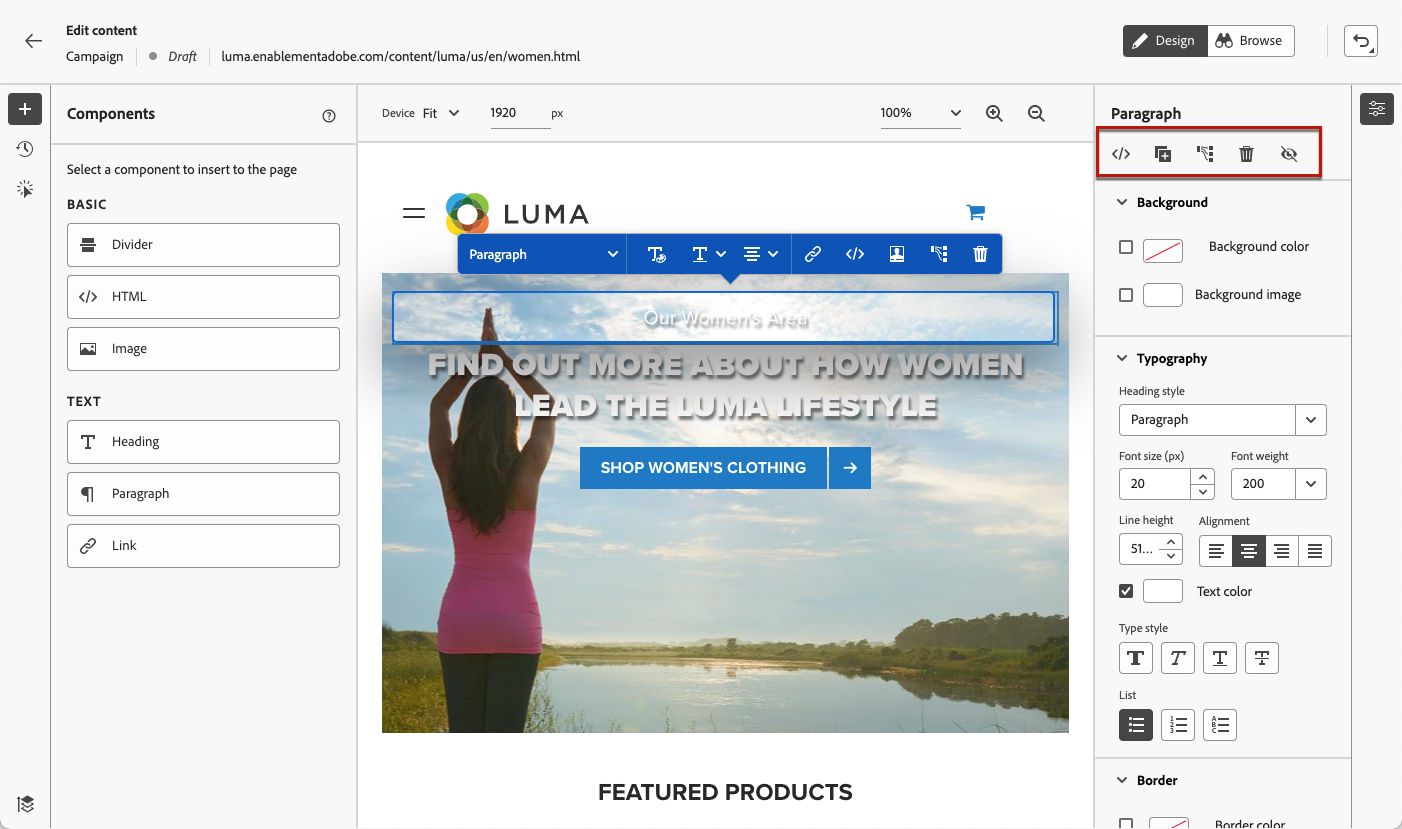 Edit content
Campaign Draft luma.enablementadobe.com/content/luma/us/en/women.html
Design Browse
Components
Select a component to insert to the page
BASIC
Divider
HTML
Image
TEXT
Heading
Paragraph
Link
Device Fit 1920 px 100%
LUMA
Paragraph
Our Women's Area
FIND OUT MORE ABOUT HOW WOMEN
LEAD THE LUMA LIFESTYLE
SHOP WOMEN'S CLOTHING
FEATURED PRODUCTS
Paragraph
Background
Background color
Background image
Typography
Heading style
Paragraph
Font size (px) Font weight
20 200
Line height Alignment
51...
Text color
Type style
List
Border
Border color